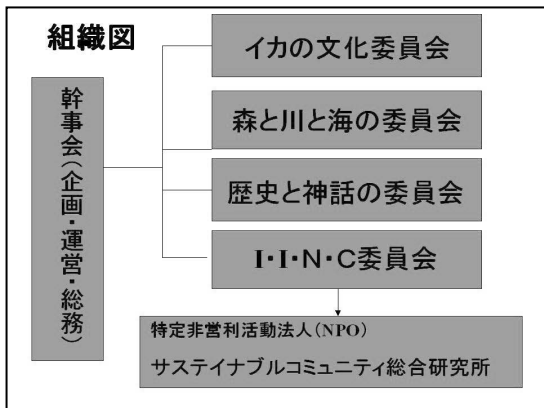 組織図
幹事会(企画・運営・総務)
イカの文化委員会
森と川と海の委員会
歴史と神話の委員会
I・I・N・C委員会
特定非営利活動法人(NPO)
サステイナブルコミュニティ総合研究所